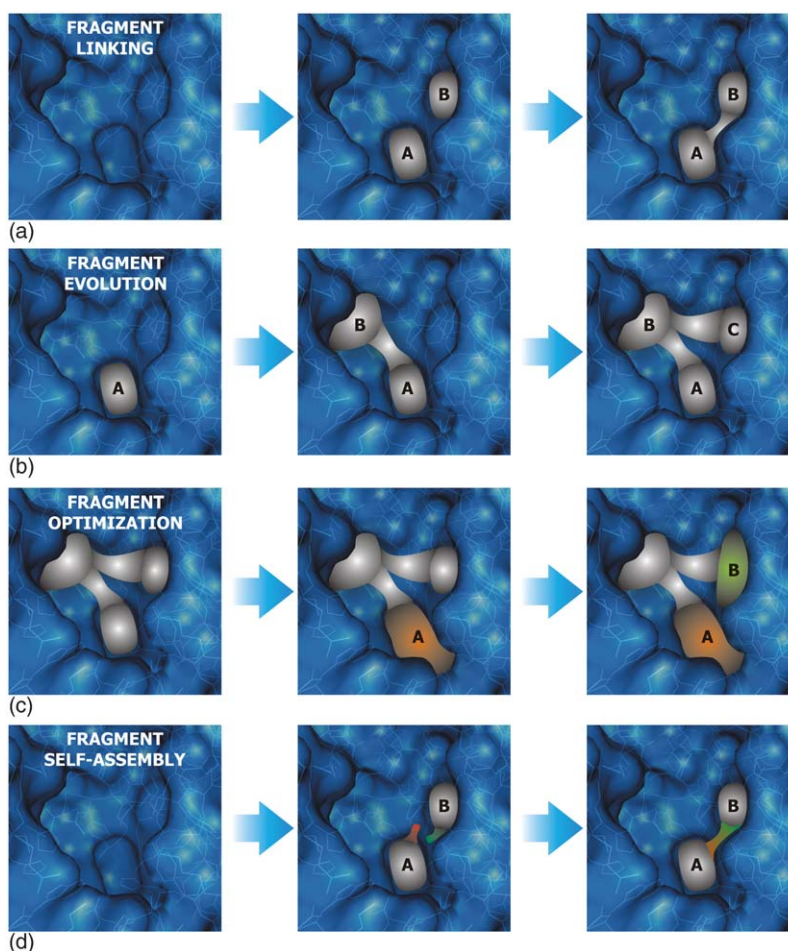 FRAGMENT
LINKING
B
B
A
A
(a)
FRAGMENT
EVOLUTION
B
B
C
A
A
A
(b)
FRAGMENT
OPTIMIZATION
B
A
A
(c)
FRAGMENT
SELF-ASSEMBLY
B
B
A
A
(d)